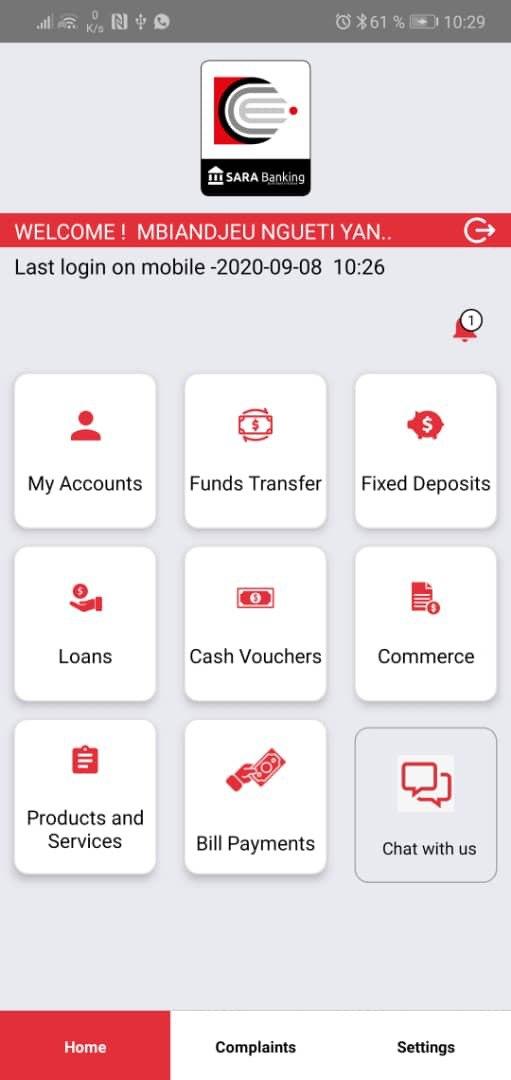 0
K/s
61 %
10:29
SARA Banking
WELCOME ! MBIANDJEU NGUETI YAN..
Last login on mobile -2020-09-08 10:26
1
My Accounts
Funds Transfer
Fixed Deposits
Loans
Cash Vouchers
Commerce
Products and
Services
Bill Payments
Chat with us
Home
Complaints
Settings